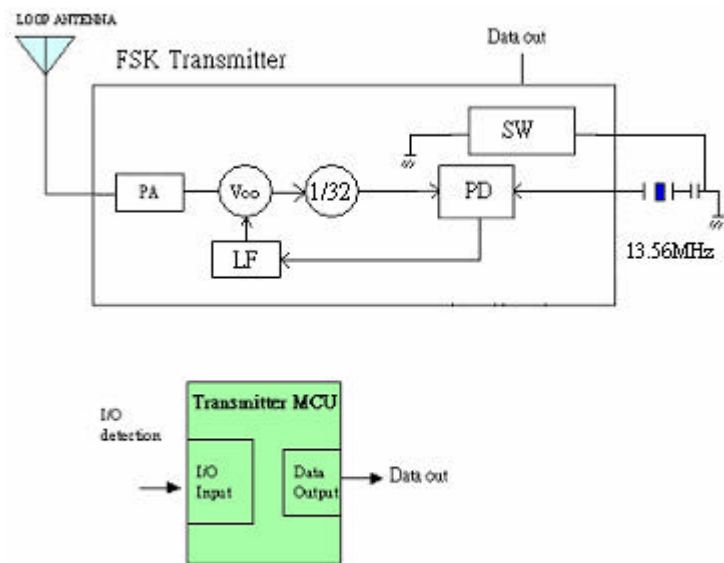 LOOP ANTENNA
Data out
FSK Transmitter
SW
PA
Vco
1/32
PD
LF
13.56MHz
Transmitter MCU
I/O
detection
I/O
Input
Data
Output
Data out